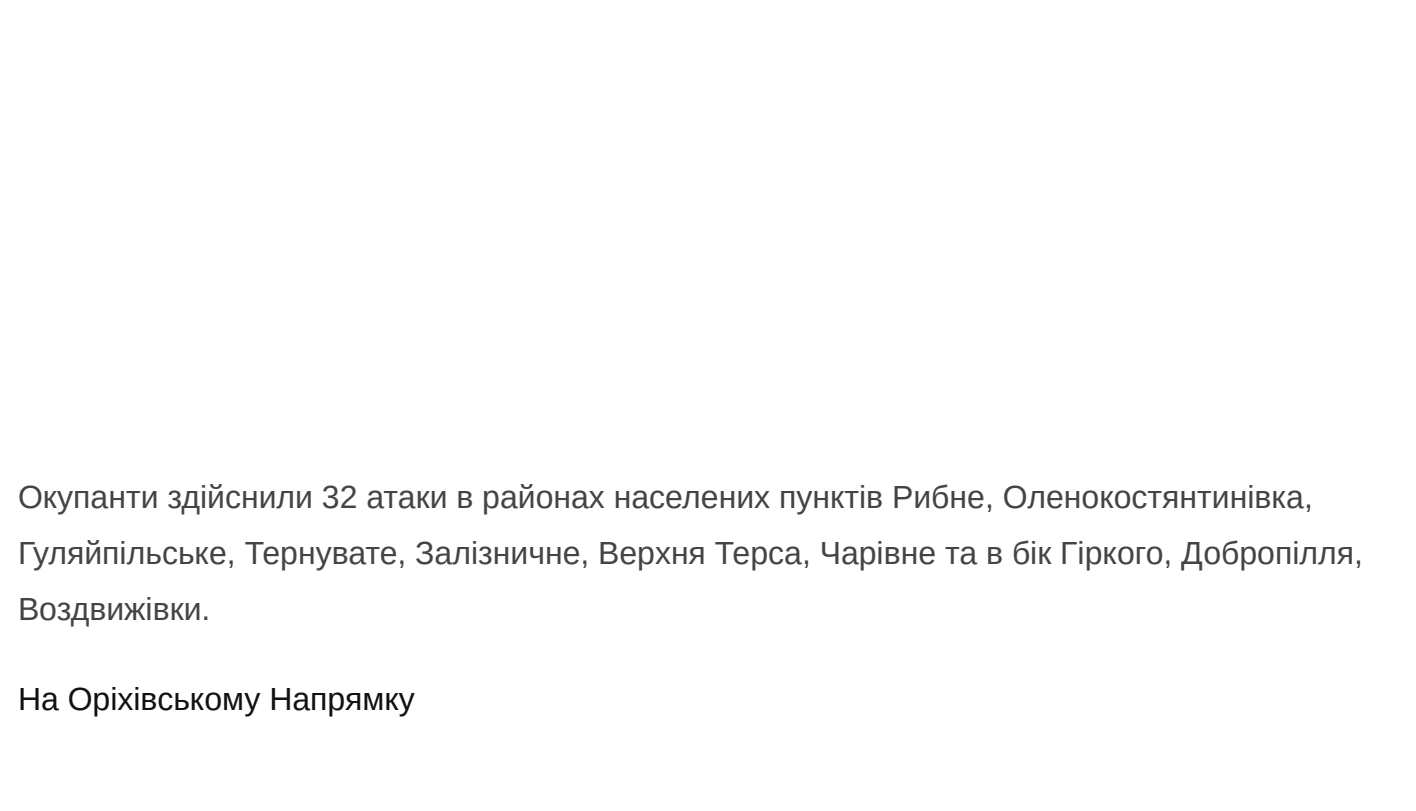 Окупанти здійснили 32 атаки в районах населених пунктів Рибне, Оленокостянтинівка,
Гуляйпільське, Тернувате, Залізничне, Верхня Терса, Чарівне та в бік Гіркого, Добропілля,
Воздвижівки.
На Оріхівському Напрямку